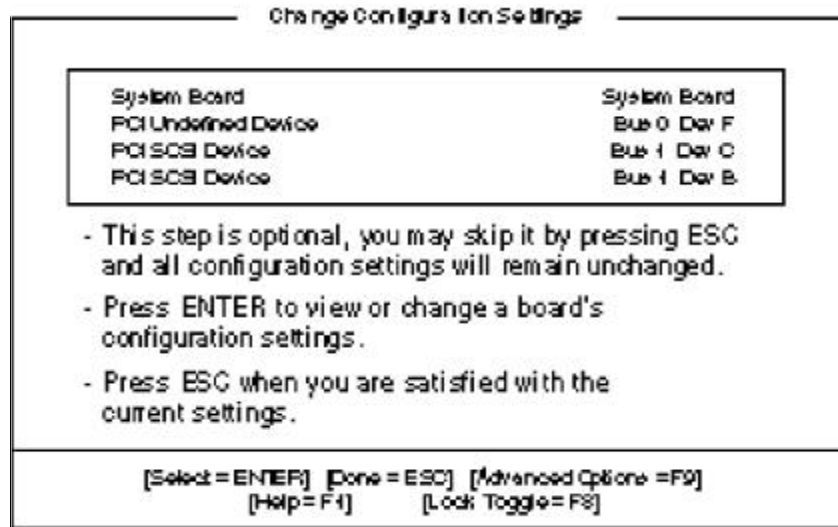 Change Configuration Settings
System Board System Board
PCI Undefined Device Bus 0 Dev F
PCI SCSI Device Bus 1 Dev C
PCI SCSI Device Bus 1 Dev B
- This step is optional, you may skip it by pressing ESC
and all configuration settings will remain unchanged.
- Press ENTER to view or change a board's
configuration settings.
- Press ESC when you are satisfied with the
current settings.
[Select = ENTER] [Done = ESC] [Advanced Options = F9]
[Help = F1] [Lock Toggle = F8]